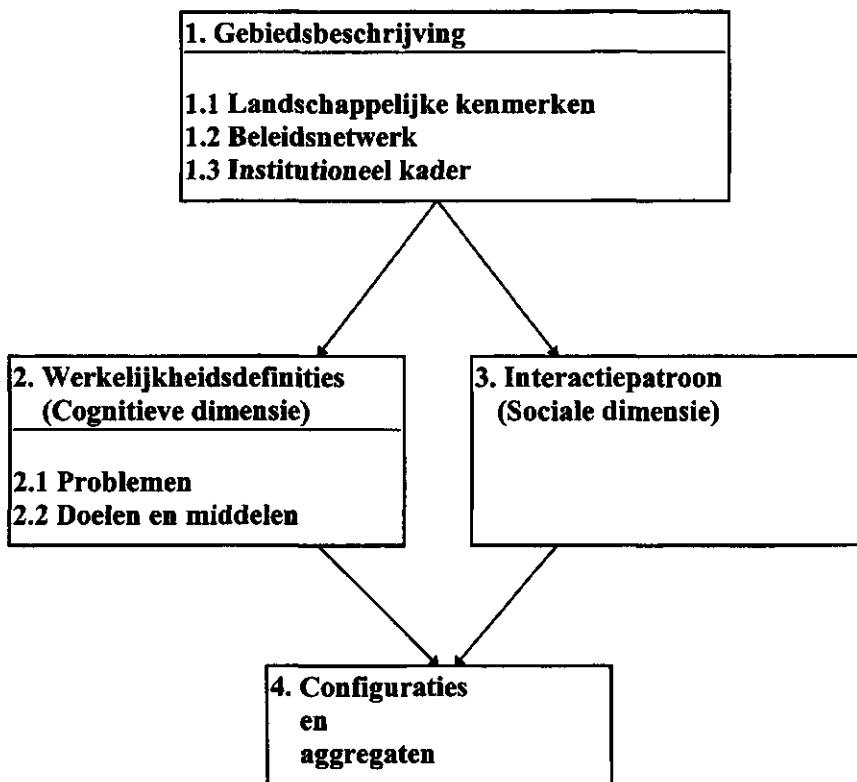 1. Gebiedsbeschrijving
1.1 Landschappelijke kenmerken
1.2 Beleidsnetwerk
1.3 Institutioneel kader
2. Werkelijkheidsdefinities
(Cognitieve dimensie)
2.1 Problemen
2.2 Doelen en middelen
3. Interactiepatroon
(Sociale dimensie)
4. Configuraties
en
aggregaten